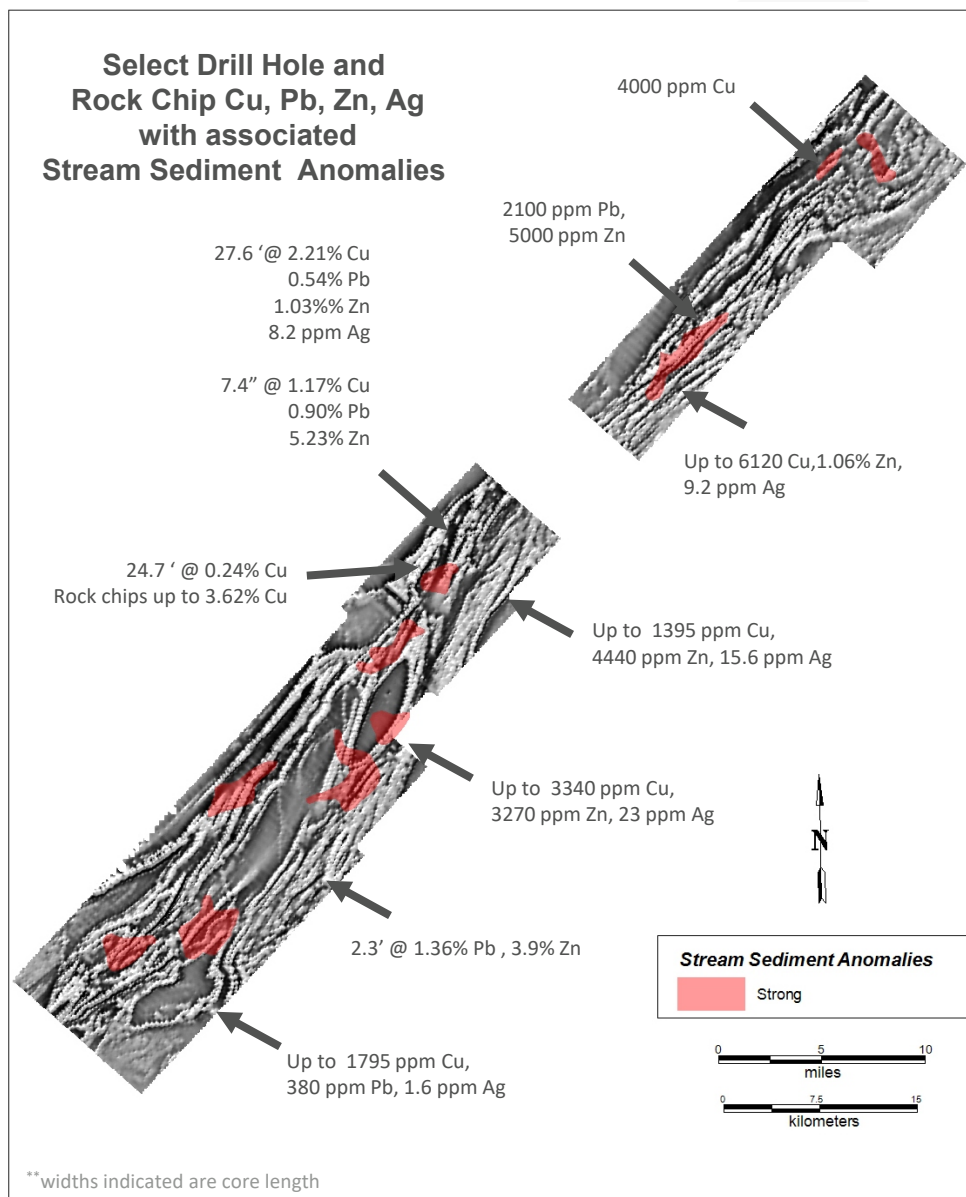 Select Drill Hole and
Rock Chip Cu, Pb, Zn, Ag
with associated
Stream Sediment Anomalies
4000 ppm Cu
2100 ppm Pb,
5000 ppm Zn
27.6 ‘@ 2.21% Cu
0.54% Pb
1.03%% Zn
8.2 ppm Ag
7.4” @ 1.17% Cu
0.90% Pb
5.23% Zn
Up to 6120 Cu,1.06% Zn,
9.2 ppm Ag
24.7 ‘ @ 0.24% Cu
Rock chips up to 3.62% Cu
Up to 1395 ppm Cu,
4440 ppm Zn, 15.6 ppm Ag
Up to 3340 ppm Cu,
3270 ppm Zn, 23 ppm Ag
N
2.3’ @ 1.36% Pb , 3.9% Zn
Stream Sediment Anomalies
Strong
0 5 10
miles
0 7.5 15
kilometers
Up to 1795 ppm Cu,
380 ppm Pb, 1.6 ppm Ag
**widths indicated are core length